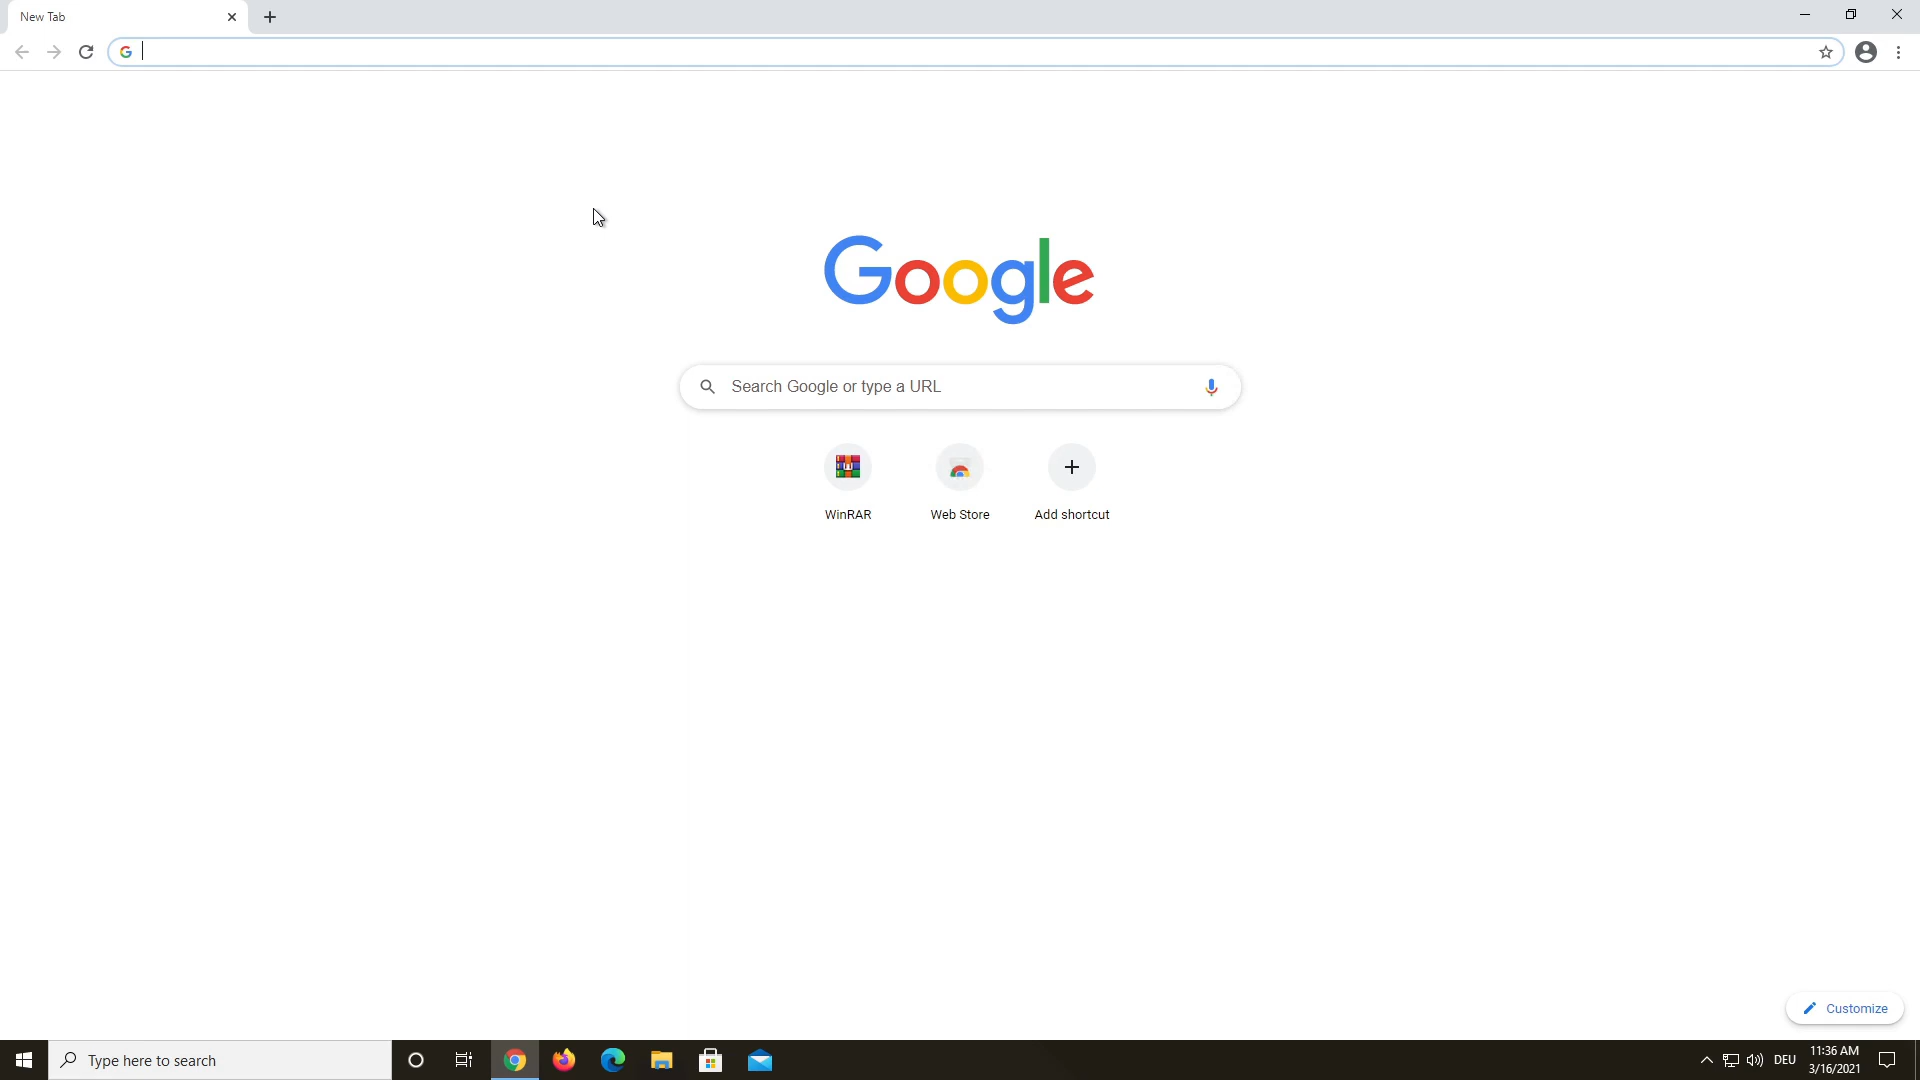 New Tab
Google
Search Google or type a URL
WinRAR
Web Store
Add shortcut
Customize
Type here to search
DEU
11:36 AM
3/16/2021